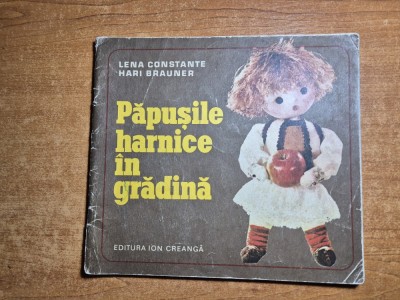 LENA CONSTANTE
HARI BRAUNER
Păpușile
harnice
în
grădină
EDITURA ION CREANGĂ